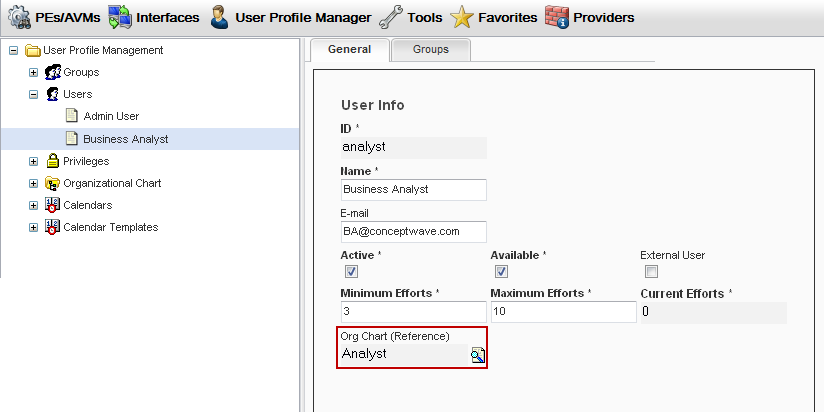 PEs/AVMs Interfaces User Profile Manager Tools Favorites Providers
User Profile Management
Groups
Users
Admin User
Business Analyst
Privileges
Organizational Chart
Calendars
Calendar Templates
General Groups
User Info
ID *
analyst
Name *
Business Analyst
E-mail
BA@conceptwave.com
Active * Available * External User
Minimum Efforts * Maximum Efforts * Current Efforts *
3 10 0
Org Chart (Reference)
Analyst